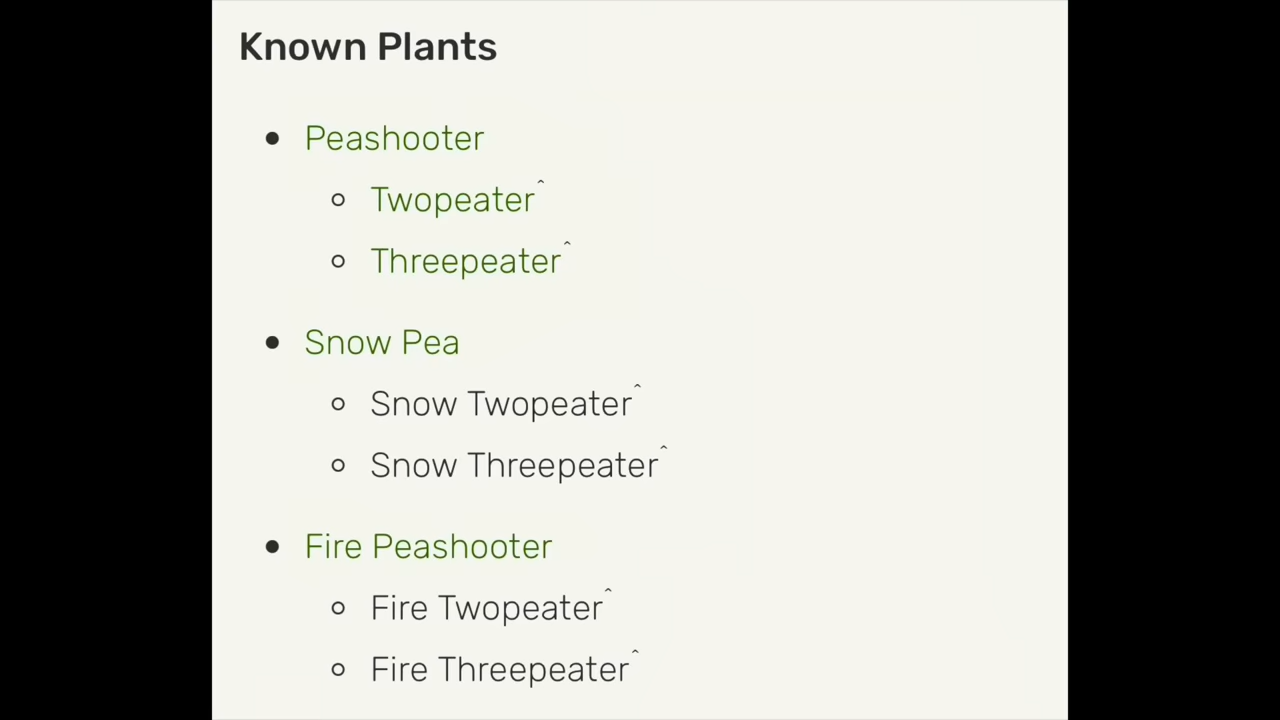 Known Plants
Peashooter
Twopeater^
Threepeater^
Snow Pea
Snow Twopeater^
Snow Threepeater^
Fire Peashooter
Fire Twopeater^
Fire Threepeater^